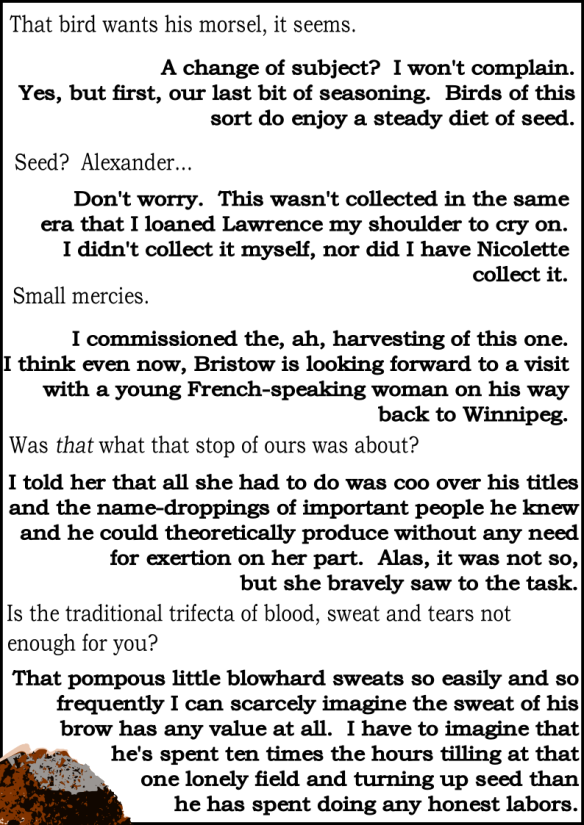 That bird wants his morsel, it seems.
A change of subject?  I won't complain.
Yes, but first, our last bit of seasoning.  Birds of this
sort do enjoy a steady diet of seed.
Seed?  Alexander...
Don't worry.  This wasn't collected in the same
era that I loaned Lawrence my shoulder to cry on.
I didn't collect it myself, nor did I have Nicolette
collect it.
Small mercies.
I commissioned the, ah, harvesting of this one.
I think even now, Bristow is looking forward to a visit
with a young French-speaking woman on his way
back to Winnipeg.
Was that what that stop of ours was about?
I told her that all she had to do was coo over his titles
and the name-droppings of important people he knew
and he could theoretically produce without any need
for exertion on her part.  Alas, it was not so,
but she bravely saw to the task.
Is the traditional trifecta of blood, sweat and tears not
enough for you?
That pompous little blowhard sweats so easily and so
frequently I can scarcely imagine the sweat of his
brow has any value at all.  I have to imagine that
he's spent ten times the hours tilling at that
one lonely field and turning up seed than
he has spent doing any honest labors.